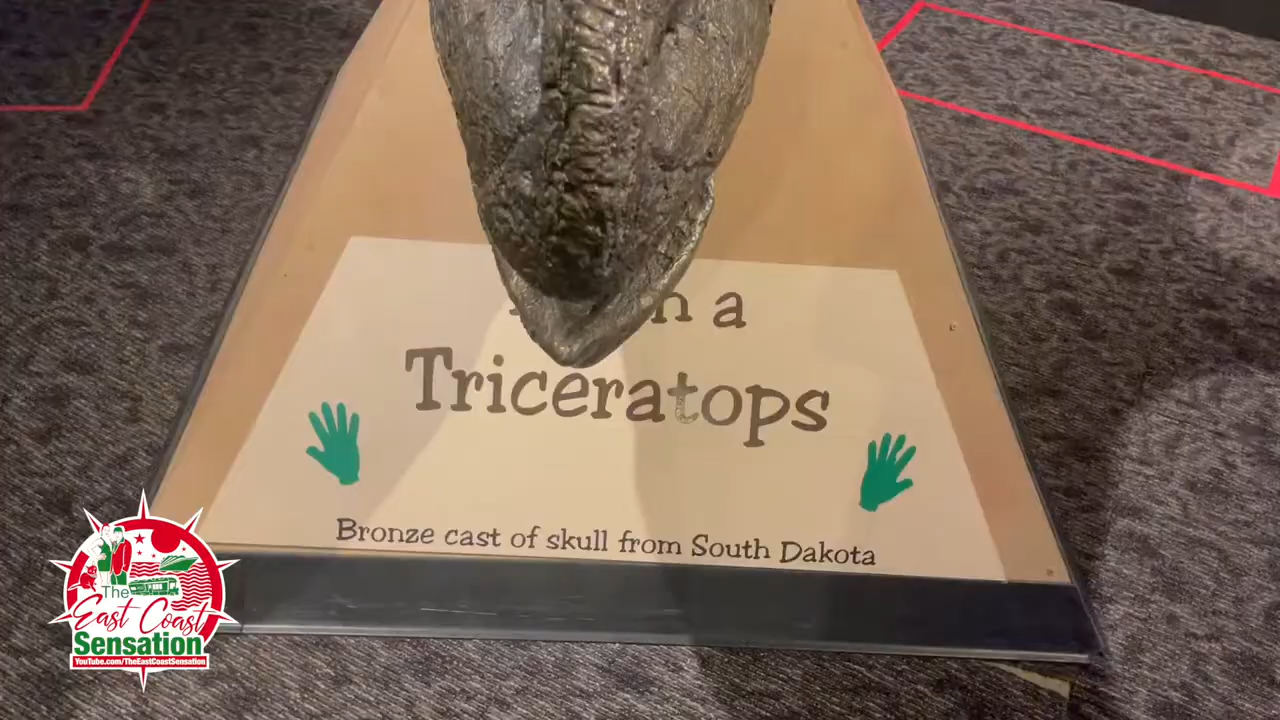 a
Triceratops
Bronze cast of skull from South Dakota
The
East Coast
Sensation
YouTube.com/TheEastCoastSensation